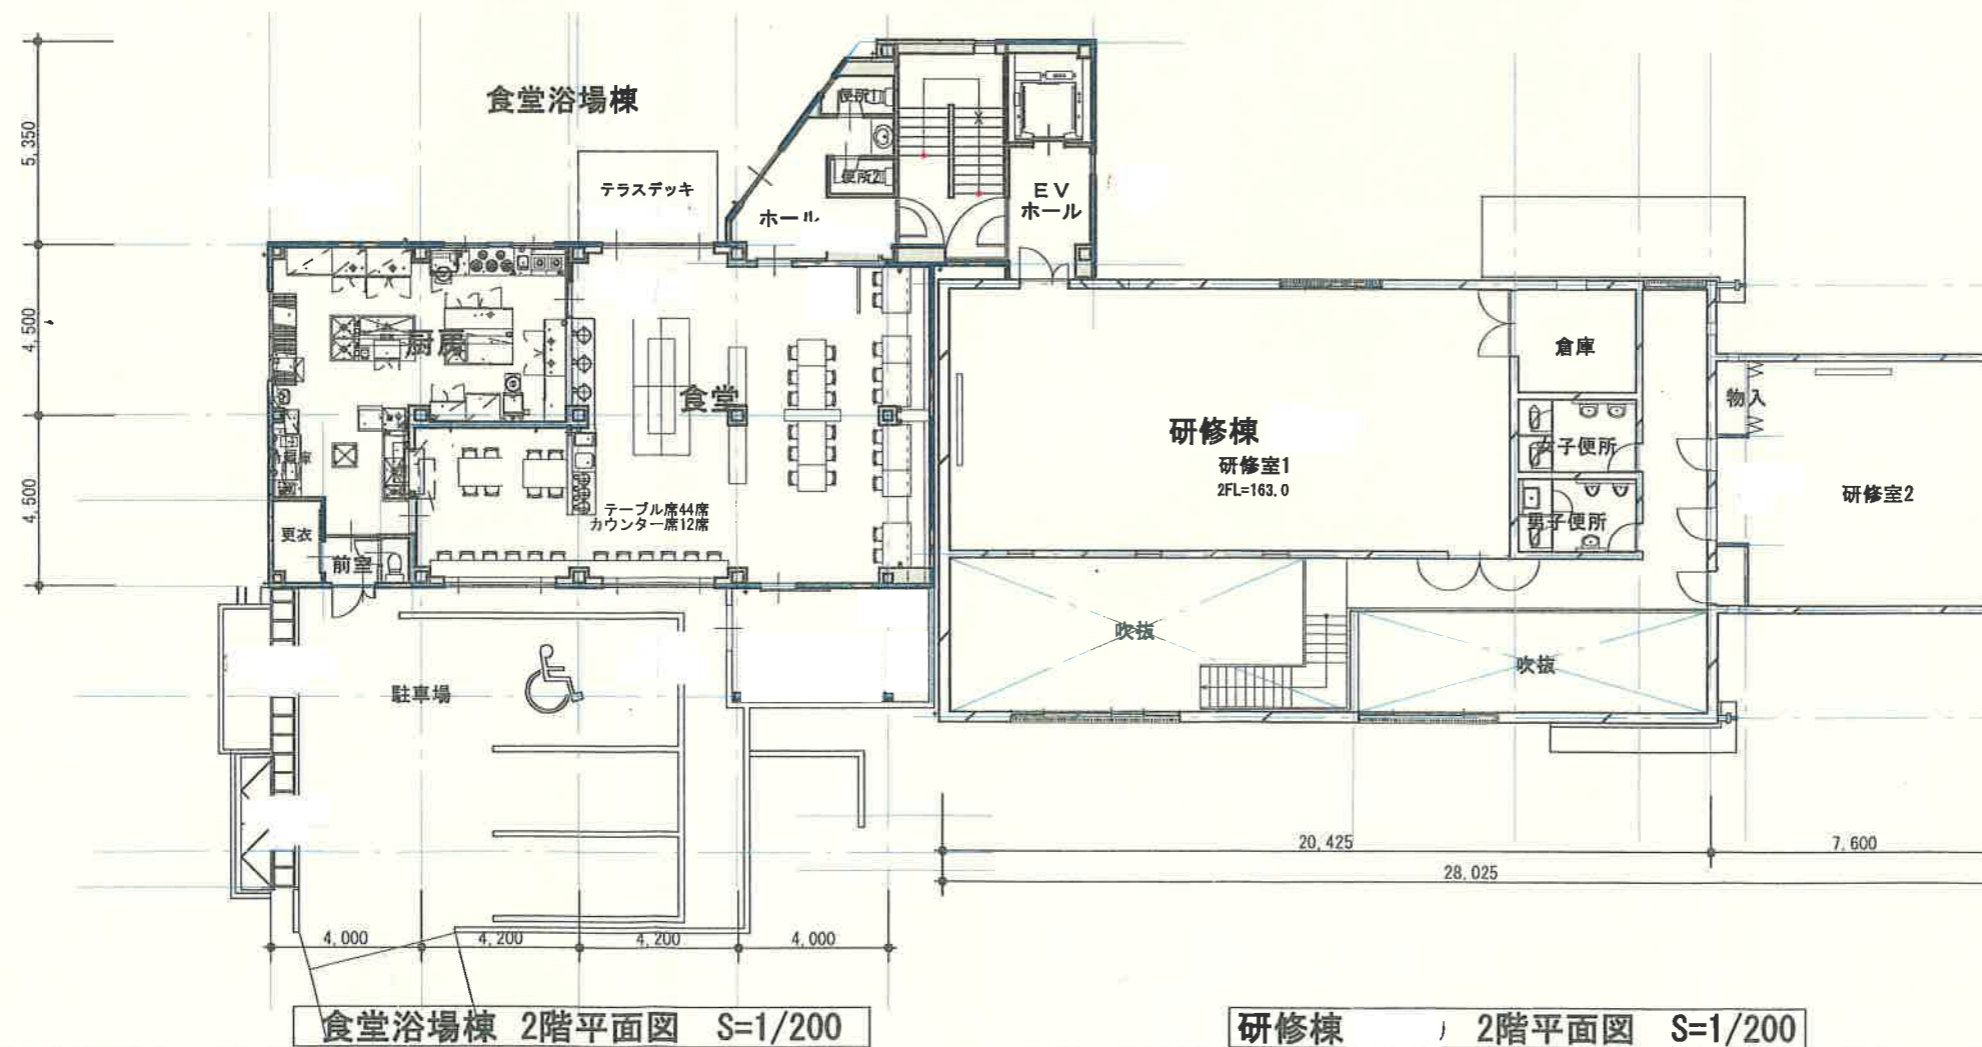 食堂浴場棟
5,350
テラスデッキ
便所1
便所2
ホール
EV
ホール
4,500
厨房
食堂
倉庫
物入
研修棟
研修室1
2FL=163.0
女子便所
研修室2
4,500
テーブル席44席
カウンター席12席
男子便所
更衣
前室
吹抜
吹抜
駐車場
20,425
7,600
28,025
4,000
4,200
4,200
4,000
食堂浴場棟 2階平面図 S=1/200
研修棟 ) 2階平面図 S=1/200